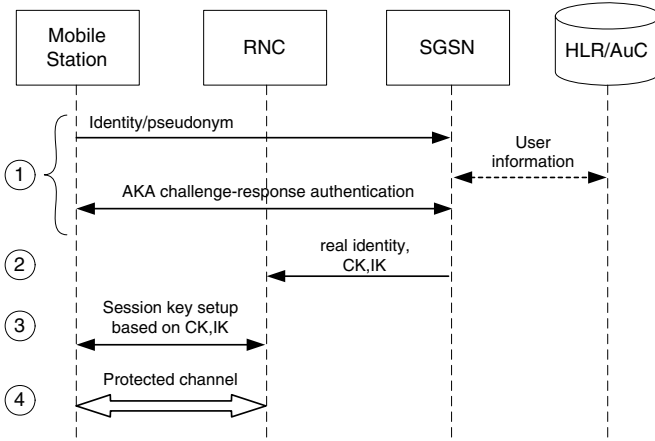 Mobile
Station
RNC
SGSN
HLR/AuC
Identity/pseudonym
User
information
1
AKA challenge-response authentication
real identity,
CK,IK
2
Session key setup
based on CK,IK
3
Protected channel
4